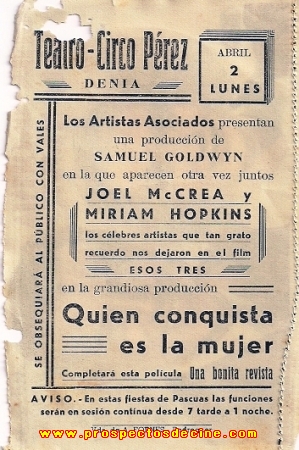 Teatro-Circo Pérez
DENIA
ABRIL
2
LUNES
SE OBSEQUIARÁ AL PÚBLICO CON VALES
Los Artistas Asociados presentan
una producción de
SAMUEL GOLDWYN
en la que aparecen otra vez juntos
JOEL McCREA y
MIRIAM HOPKINS
los célebres artistas que tan grato
recuerdo nos dejaron en el film
ESOS TRES
en la grandiosa producción
Quien conquista
es la mujer
Completará esta película Una bonita revista
AVISO.- En estas fiestas de Pascuas las funciones
serán en sesión continua desde 7 tarde a 1 noche.
www.prospectosdecine.com